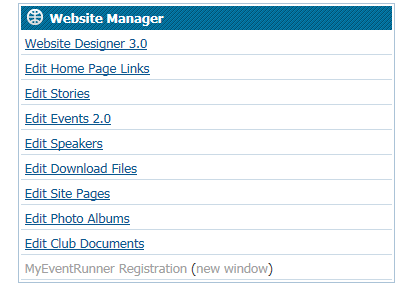 Website Manager
Website Designer 3.0
Edit Home Page Links
Edit Stories
Edit Events 2.0
Edit Speakers
Edit Download Files
Edit Site Pages
Edit Photo Albums
Edit Club Documents
MyEventRunner Registration (new window)